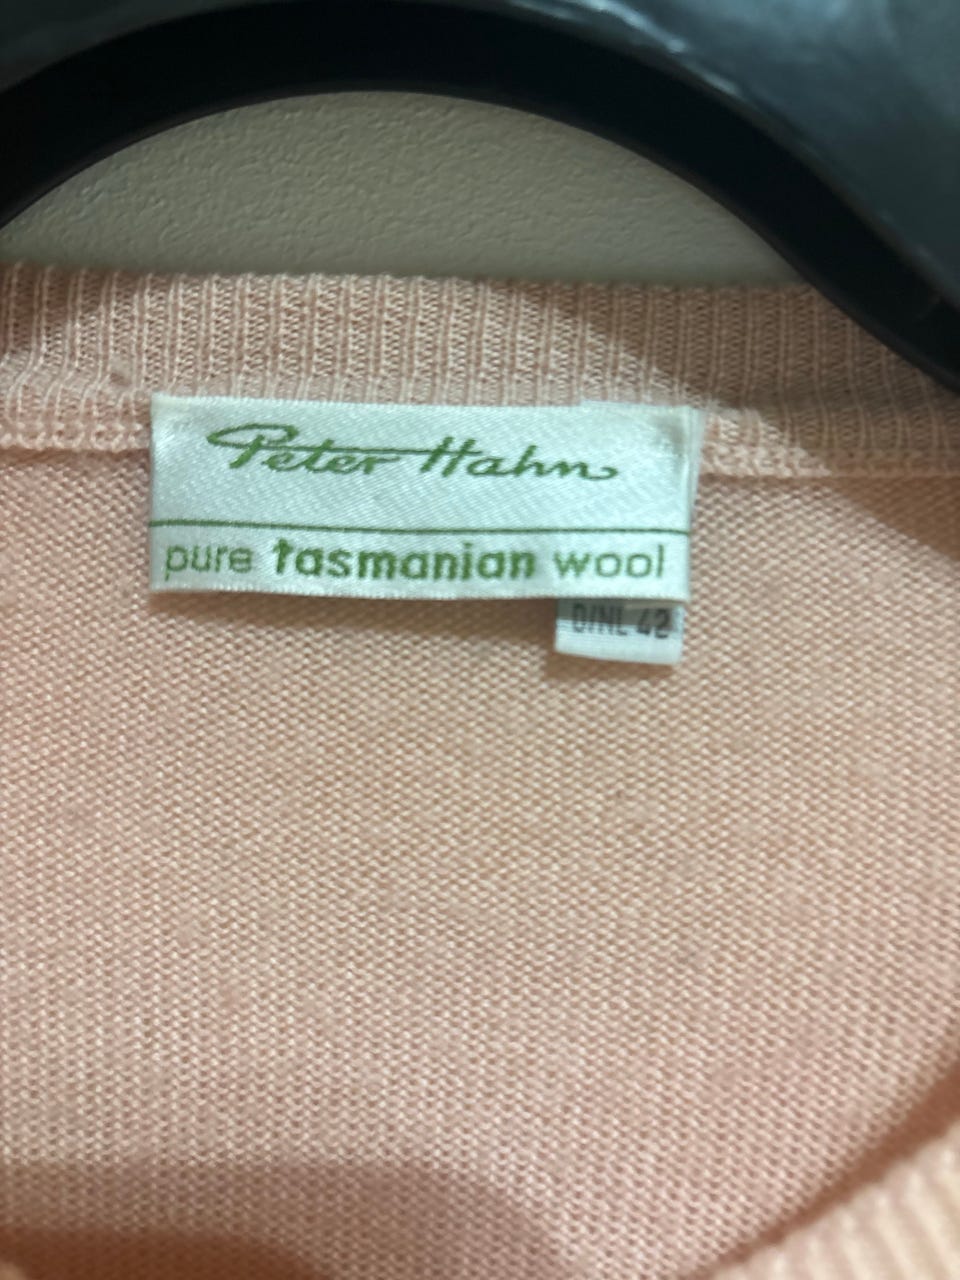 Peter Hahn
pure tasmanian wool
D/NL 42